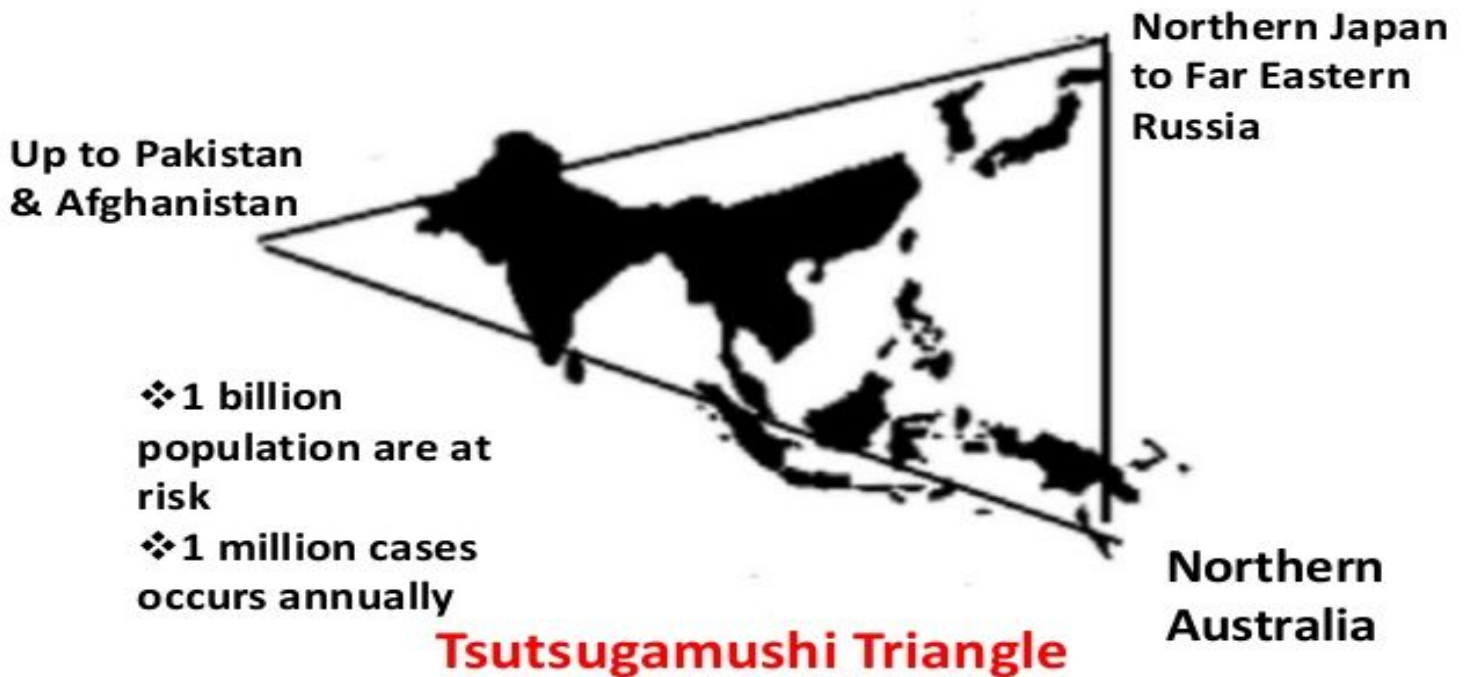 Northern Japan
to Far Eastern
Russia
Up to Pakistan
& Afghanistan
❖1 billion
population are at
risk
❖1 million cases
occurs annually
Northern
Australia
Tsutsugamushi Triangle